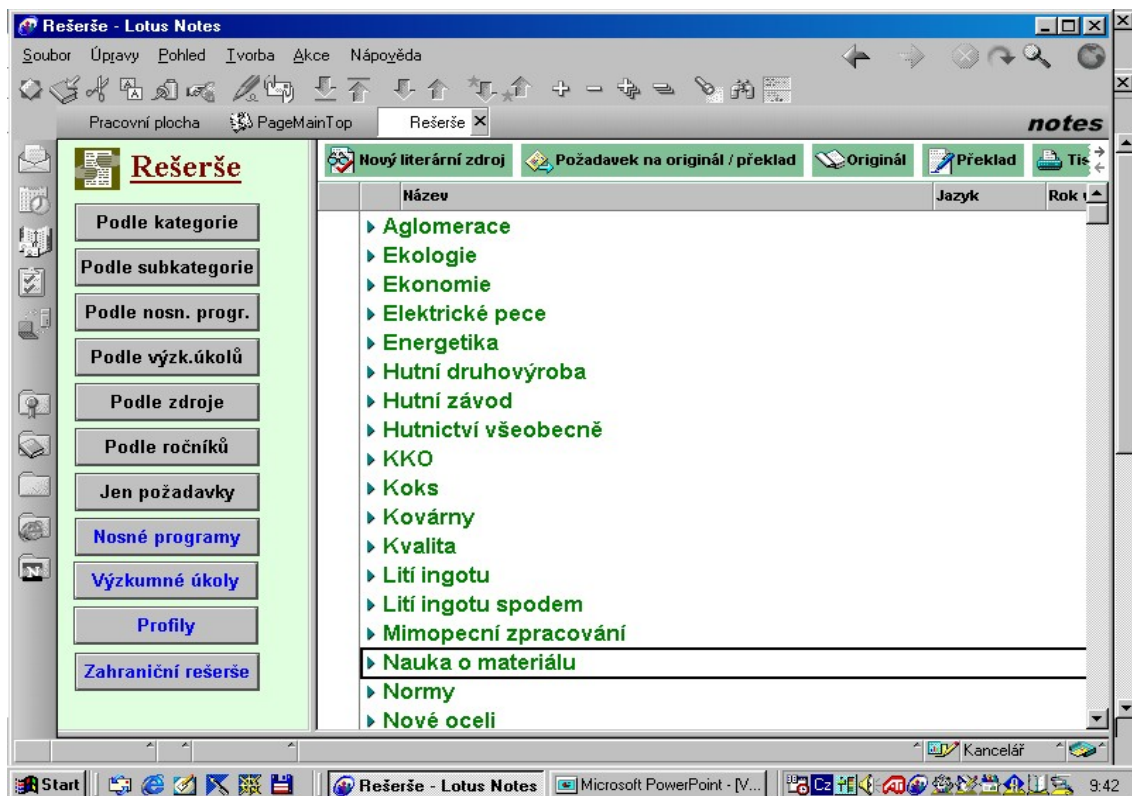 Rešerše - Lotus Notes
Soubor Úpravy Pohled Tvorba Akce Nápověda
Pracovní plocha PageMainTop Rešerše notes
Rešerše
Podle kategorie
Podle subkategorie
Podle nosn. progr.
Podle výzk.úkolů
Podle zdroje
Podle ročníků
Jen požadavky
Nosné programy
Výzkumné úkoly
Profily
Zahraniční rešerše
Nový literární zdroj Požadavek na originál / překlad Originál Překlad Tis
Název Jazyk Rok
Aglomerace
Ekologie
Ekonomie
Elektrické pece
Energetika
Hutní druhovýroba
Hutní závod
Hutnictví všeobecně
KKO
Koks
Kovárny
Kvalita
Lití ingotu
Lití ingotu spodem
Mimopecní zpracování
Nauka o materiálu
Normy
Nové oceli
Kancelář
Start Rešerše - Lotus Notes Microsoft PowerPoint - [V... Cz 9:42